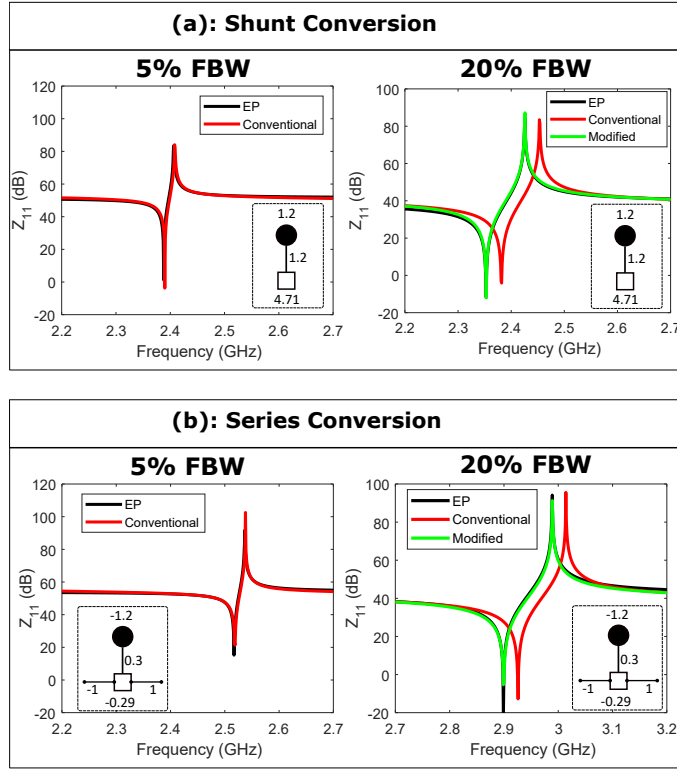 (a): Shunt Conversion
5% FBW
20% FBW
120
100
80
60
40
20
0
-20
Z11 (dB)
EP
Conventional
1.2
1.2
4.71
2.2 2.3 2.4 2.5 2.6 2.7
Frequency (GHz)
100
80
60
40
20
0
-20
Z11 (dB)
EP
Conventional
Modified
1.2
1.2
4.71
2.2 2.3 2.4 2.5 2.6 2.7
Frequency (GHz)
(b): Series Conversion
5% FBW
20% FBW
120
100
80
60
40
20
0
-20
Z11 (dB)
EP
Conventional
-1.2
0.3
-1 1
-0.29
2.2 2.3 2.4 2.5 2.6 2.7
Frequency (GHz)
100
80
60
40
20
0
-20
Z11 (dB)
EP
Conventional
Modified
-1.2
0.3
-1 1
-0.29
2.7 2.8 2.9 3 3.1 3.2
Frequency (GHz)